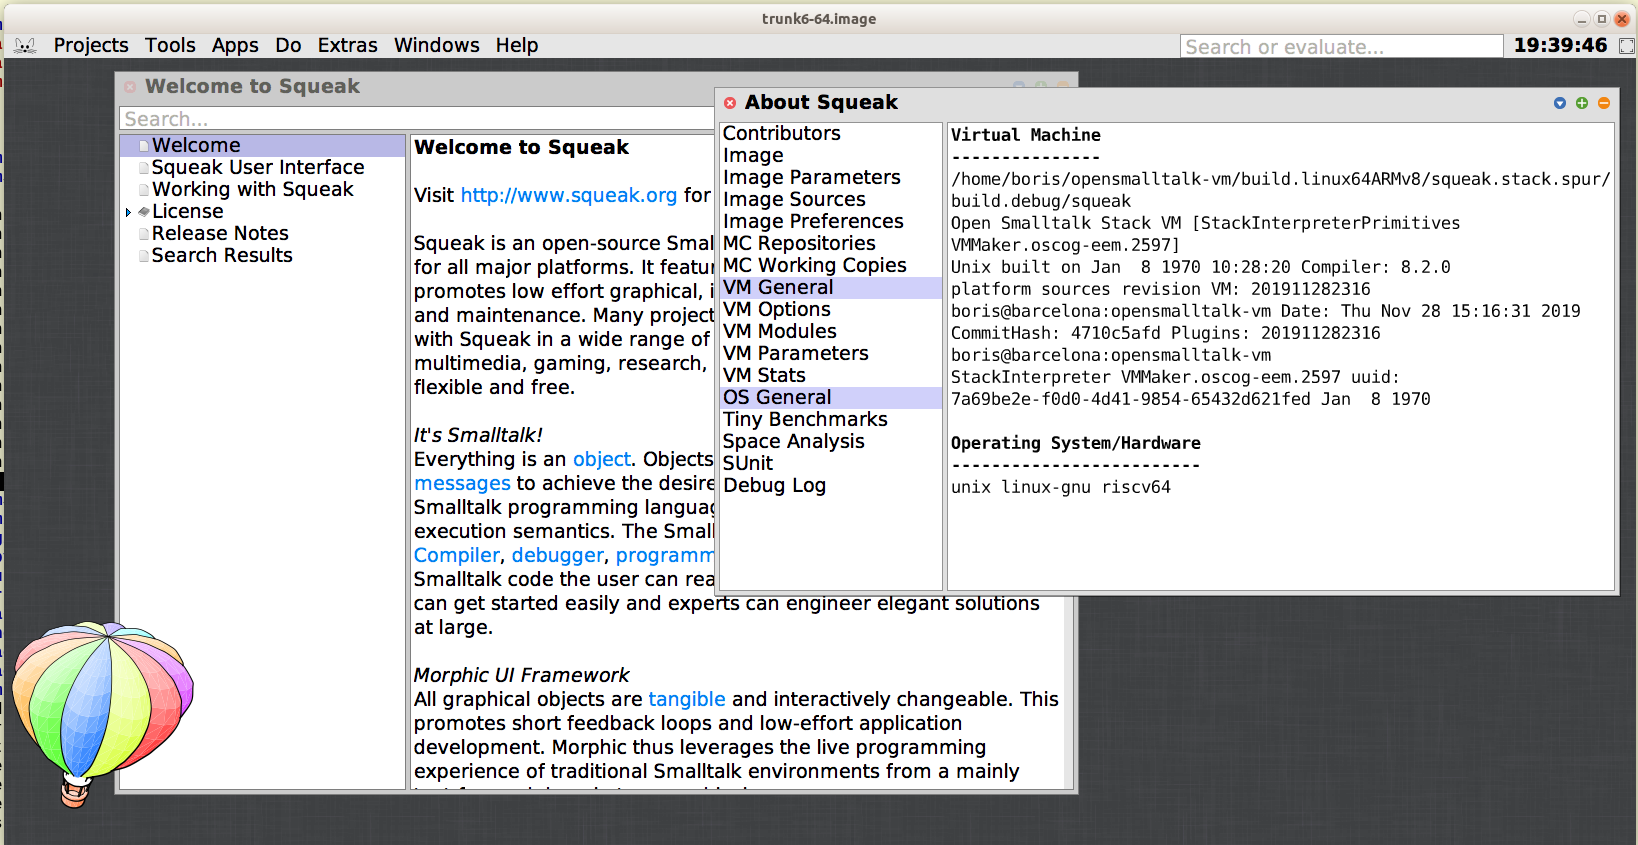 trunk6-64.image
Projects Tools Apps Do Extras Windows Help
Search or evaluate...
19:39:46
Welcome to Squeak
Search...
Welcome
Squeak User Interface
Working with Squeak
License
Release Notes
Search Results
Welcome to Squeak
Visit http://www.squeak.org for
Squeak is an open-source Smal
for all major platforms. It featur
promotes low effort graphical, i
and maintenance. Many project
with Squeak in a wide range of
multimedia, gaming, research,
flexible and free.
It's Smalltalk!
Everything is an object. Objects
messages to achieve the desire
Smalltalk programming languag
execution semantics. The Small
Compiler, debugger, programm
Smalltalk code the user can rea
can get started easily and experts can engineer elegant solutions
at large.
Morphic UI Framework
All graphical objects are tangible and interactively changeable. This
promotes short feedback loops and low-effort application
development. Morphic thus leverages the live programming
experience of traditional Smalltalk environments from a mainly
About Squeak
Contributors
Image
Image Parameters
Image Sources
Image Preferences
MC Repositories
MC Working Copies
VM General
VM Options
VM Modules
VM Parameters
VM Stats
OS General
Tiny Benchmarks
Space Analysis
SUnit
Debug Log
Virtual Machine
---------------
/home/boris/opensmalltalk-vm/build.linux64ARMv8/squeak.stack.spur/
build.debug/squeak
Open Smalltalk Stack VM [StackInterpreterPrimitives
VMMaker.oscog-eem.2597]
Unix built on Jan  8 1970 10:28:20 Compiler: 8.2.0
platform sources revision VM: 201911282316
boris@barcelona:opensmalltalk-vm Date: Thu Nov 28 15:16:31 2019
CommitHash: 4710c5afd Plugins: 201911282316
boris@barcelona:opensmalltalk-vm
StackInterpreter VMMaker.oscog-eem.2597 uuid:
7a69be2e-f0d0-4d41-9854-65432d621fed Jan  8 1970
Operating System/Hardware
-------------------------
unix linux-gnu riscv64